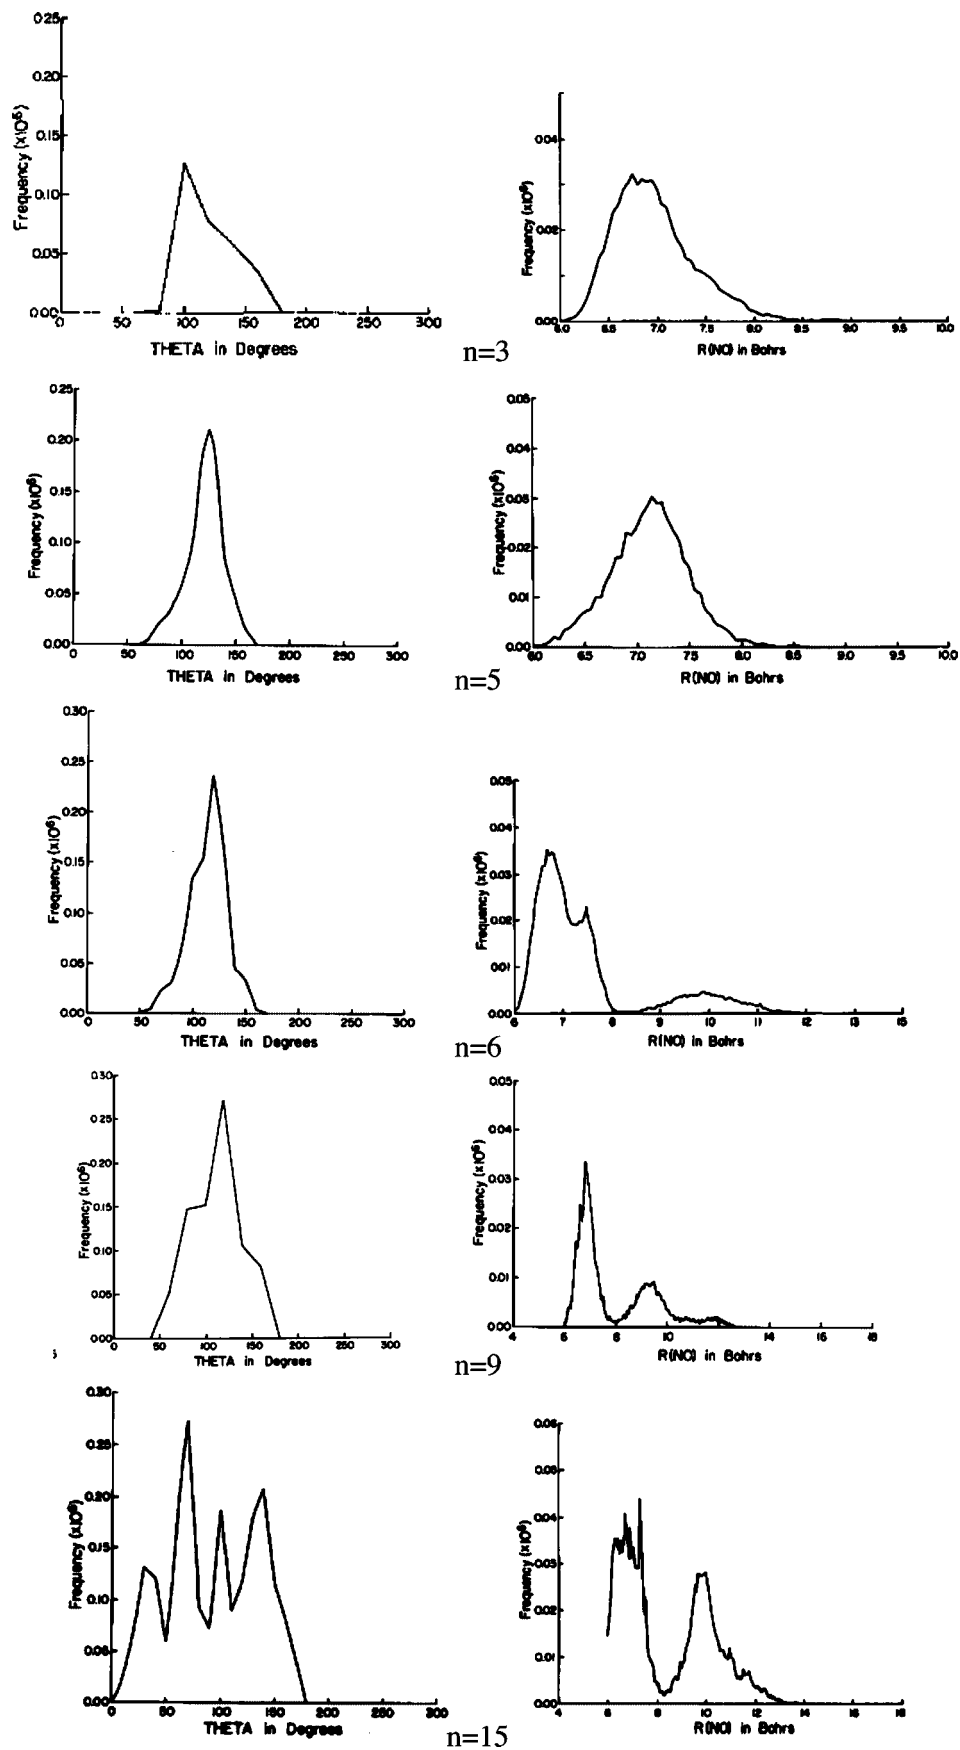 0.25
0.20
0.15
0.10
0.05
0.00
Frequency (x10⁶)
0 50 100 150 200 250 300
THETA in Degrees
0.04
0.02
0.00
Frequency (x10⁶)
6.0 6.5 7.0 7.5 8.0 8.5 9.0 9.5 10.0
R(NO) in Bohrs
n=3
0.25
0.20
0.15
0.10
0.05
0.00
Frequency (x10⁶)
50 100 150 200 250 300
THETA in Degrees
0.05
0.04
0.03
0.02
0.01
0.00
Frequency (x10⁶)
6.0 7.0 7.5 8.0 8.5 9.0 9.5 10.0
R(NO) in Bohrs
n=5
0.30
0.25
0.20
0.15
0.10
0.05
0.00
Frequency (x10⁶)
0 50 100 150 200 250 300
THETA in Degrees
0.05
0.04
0.03
0.02
0.01
0.00
Frequency (x10⁶)
6 7 8 9 10 11 12 13 14 15
R(NO) in Bohrs
n=6
0.30
0.25
0.20
0.15
0.10
0.05
0.00
Frequency (x10⁶)
0 50 100 150 200 250 300
THETA in Degrees
0.05
0.04
0.03
0.02
0.01
0.00
Frequency (x10⁶)
4 6 8 10 14 16 18
R(NO) in Bohrs
n=9
0.30
0.25
0.20
0.15
0.10
0.05
0.00
Frequency (x10⁶)
0 50 100 150 200 250 300
THETA in Degrees
0.06
0.05
0.04
0.03
0.02
0.01
0.00
Frequency (x10⁶)
4 6 8 10 14 16 18
R(NO) in Bohrs
n=15